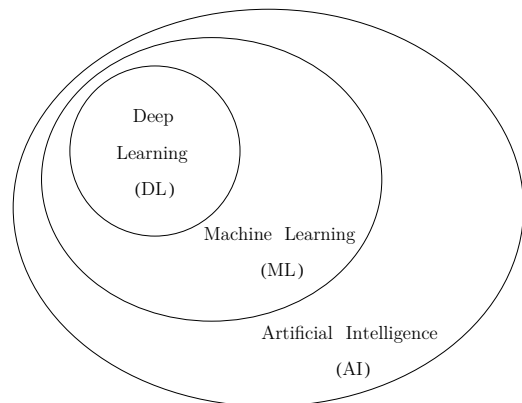 Deep
Learning
(DL)
Machine Learning
(ML)
Artificial Intelligence
(AI)